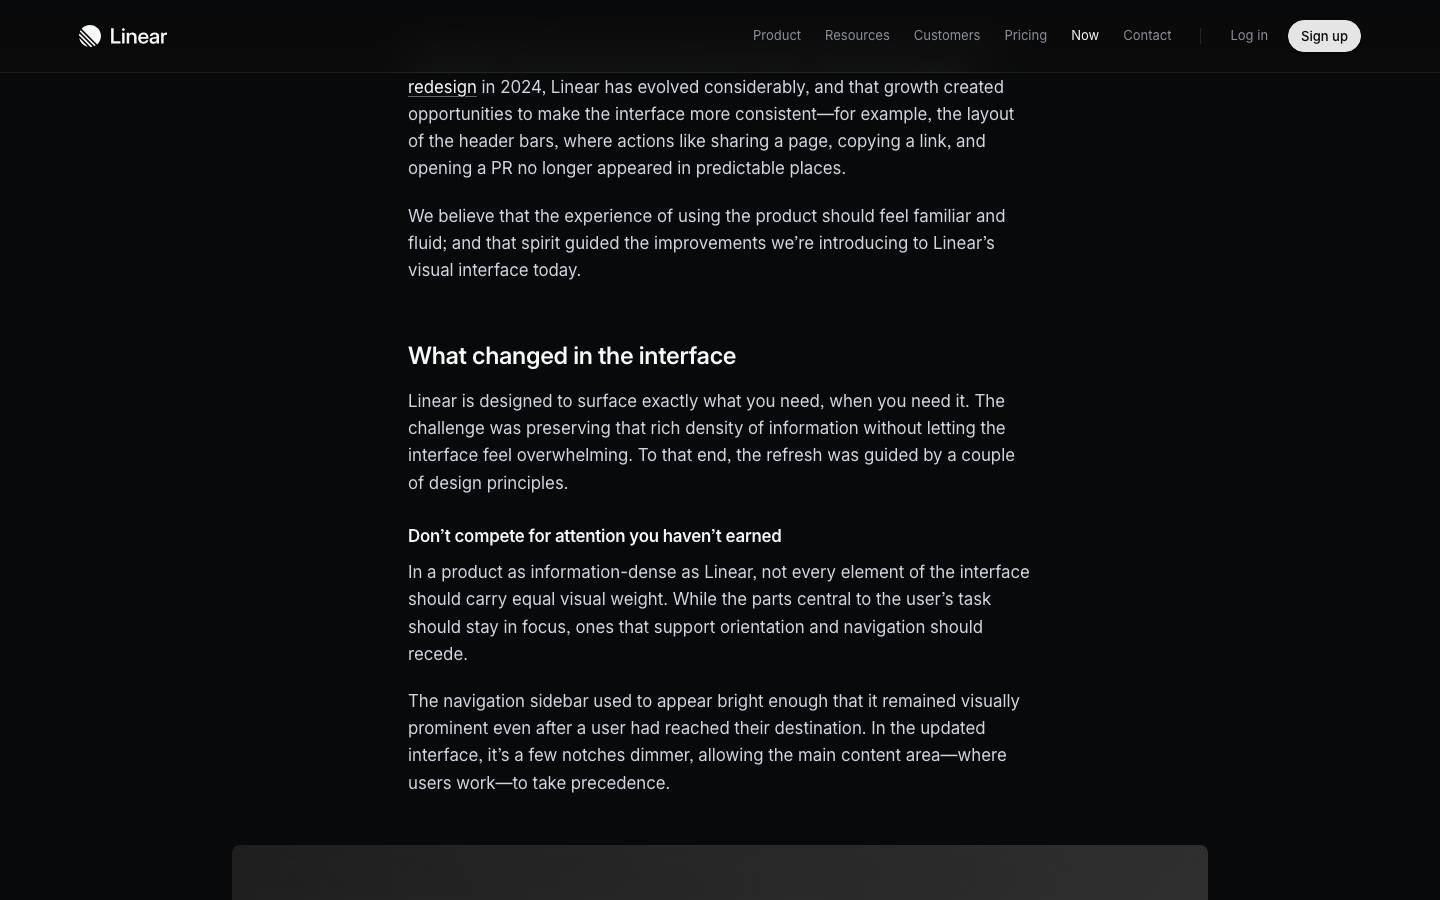 Linear
Product
Resources
Customers
Pricing
Now
Contact
Log in
Sign up
redesign in 2024, Linear has evolved considerably, and that growth created
opportunities to make the interface more consistent—for example, the layout
of the header bars, where actions like sharing a page, copying a link, and
opening a PR no longer appeared in predictable places.
We believe that the experience of using the product should feel familiar and
fluid; and that spirit guided the improvements we’re introducing to Linear’s
visual interface today.
What changed in the interface
Linear is designed to surface exactly what you need, when you need it. The
challenge was preserving that rich density of information without letting the
interface feel overwhelming. To that end, the refresh was guided by a couple
of design principles.
Don’t compete for attention you haven’t earned
In a product as information-dense as Linear, not every element of the interface
should carry equal visual weight. While the parts central to the user’s task
should stay in focus, ones that support orientation and navigation should
recede.
The navigation sidebar used to appear bright enough that it remained visually
prominent even after a user had reached their destination. In the updated
interface, it’s a few notches dimmer, allowing the main content area—where
users work—to take precedence.